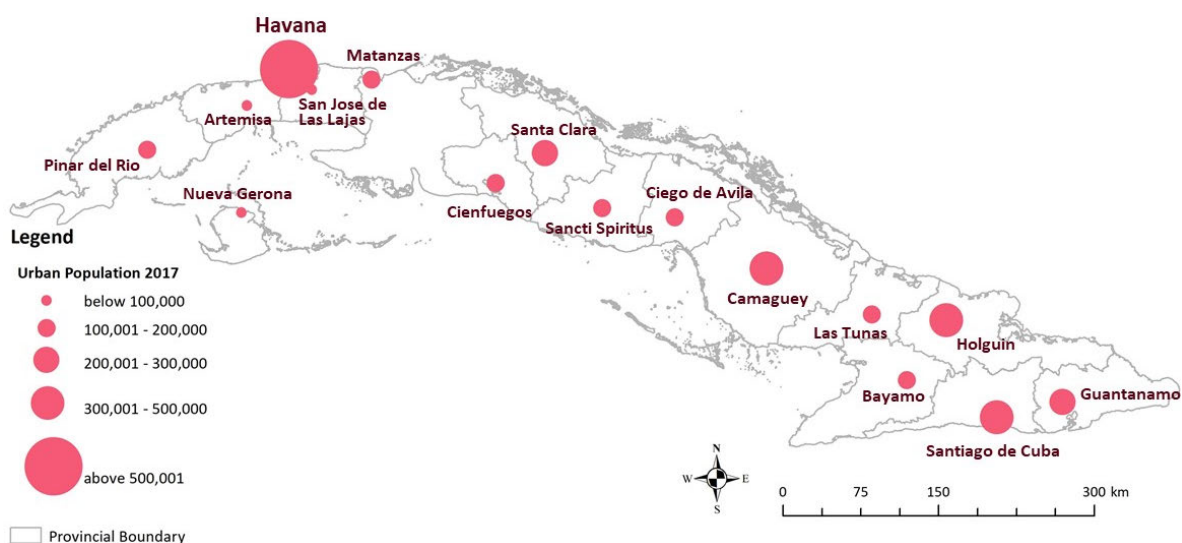 Havana
Matanzas
San Jose de
Las Lajas
Artemisa
Santa Clara
Pinar del Rio
Nueva Gerona
Ciego de Avila
Cienfuegos
Sancti Spiritus
Camaguey
Las Tunas
Holguin
Bayamo
Guantanamo
Santiago de Cuba
Legend
Urban Population 2017
below 100,000
100,001 - 200,000
200,001 - 300,000
300,001 - 500,000
above 500,001
Provincial Boundary
N
W E
S
0 75 150 300 km